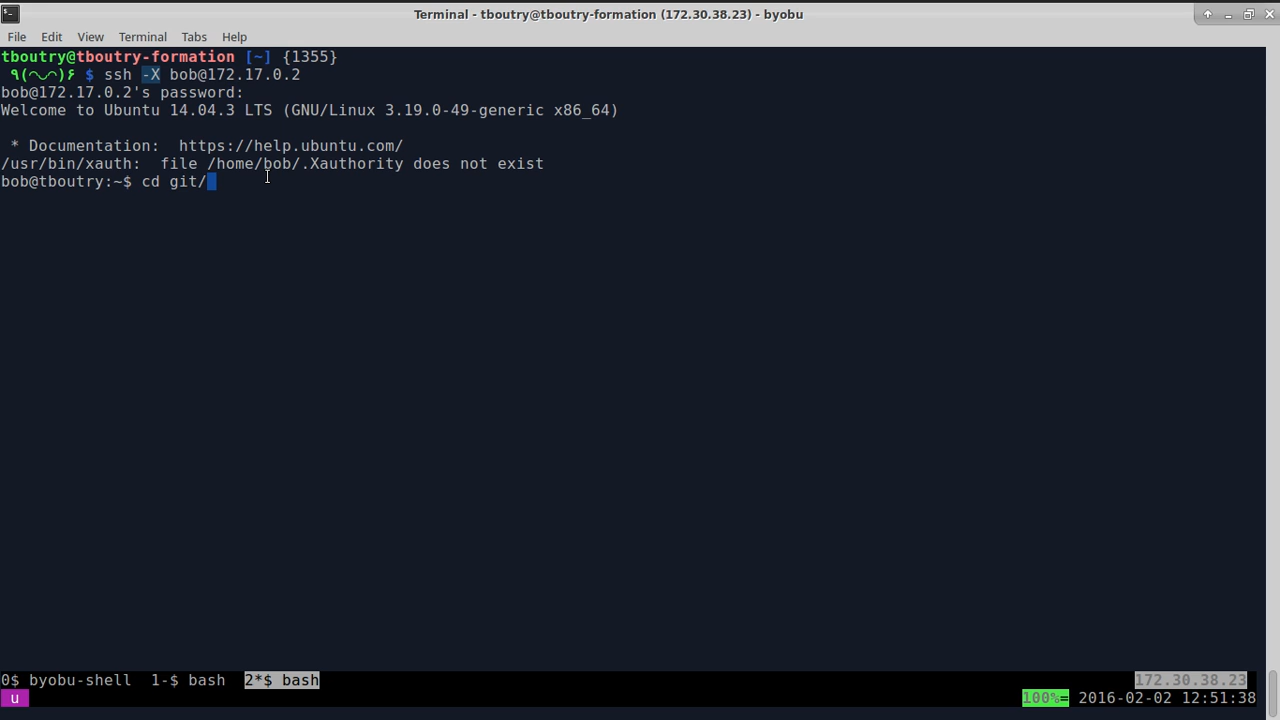 Terminal - tboutry@tboutry-formation (172.30.38.23) - byobu
File Edit View Terminal Tabs Help
tboutry@tboutry-formation [~] {1355}
٩(◠‿◠)۶ $ ssh -X bob@172.17.0.2
bob@172.17.0.2's password:
Welcome to Ubuntu 14.04.3 LTS (GNU/Linux 3.19.0-49-generic x86_64)
* Documentation: https://help.ubuntu.com/
/usr/bin/xauth: file /home/bob/.Xauthority does not exist
bob@tboutry:~$ cd git/
0$ byobu-shell 1-$ bash 2*$ bash 172.30.38.23
u 100%= 2016-02-02 12:51:38